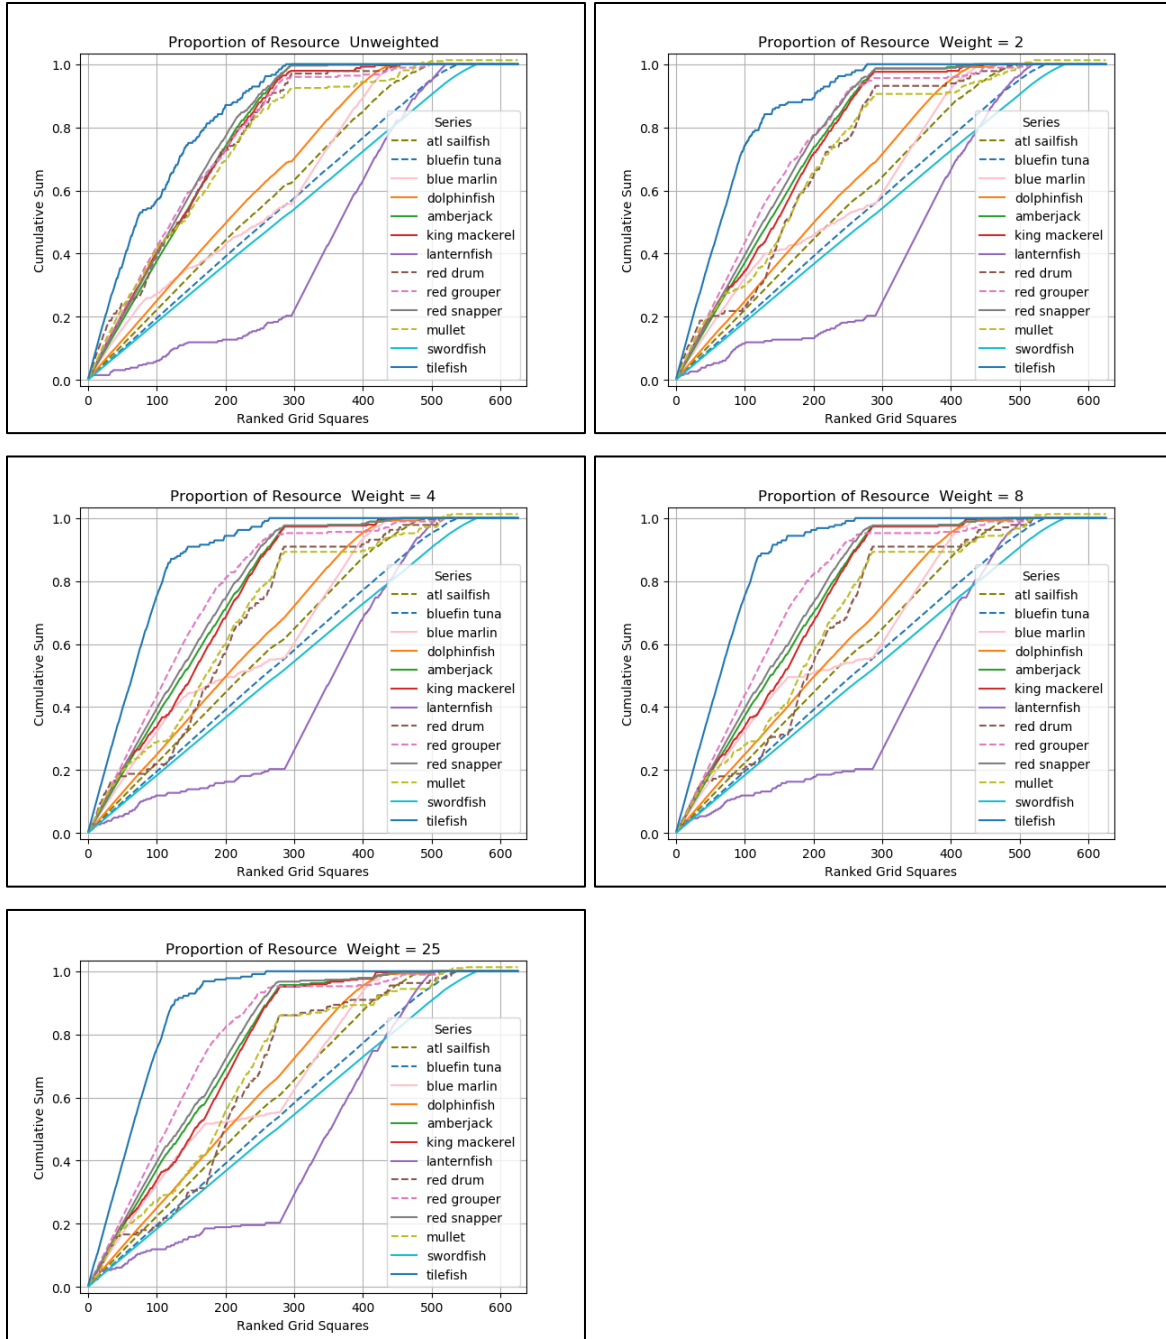 Proportion of Resource  Unweighted
1.0
0.8
0.6
0.4
0.2
0.0
Cumulative Sum
0 100 200 300 400 500 600
Ranked Grid Squares
Series
atl sailfish
bluefin tuna
blue marlin
dolphinfish
amberjack
king mackerel
lanternfish
red drum
red grouper
red snapper
mullet
swordfish
tilefish
Proportion of Resource  Weight = 2
1.0
0.8
0.6
0.4
0.2
0.0
Cumulative Sum
0 100 200 300 400 500 600
Ranked Grid Squares
Series
atl sailfish
bluefin tuna
blue marlin
dolphinfish
amberjack
king mackerel
lanternfish
red drum
red grouper
red snapper
mullet
swordfish
tilefish
Proportion of Resource  Weight = 4
1.0
0.8
0.6
0.4
0.2
0.0
Cumulative Sum
0 100 200 300 400 500 600
Ranked Grid Squares
Series
atl sailfish
bluefin tuna
blue marlin
dolphinfish
amberjack
king mackerel
lanternfish
red drum
red grouper
red snapper
mullet
swordfish
tilefish
Proportion of Resource  Weight = 8
1.0
0.8
0.6
0.4
0.2
0.0
Cumulative Sum
0 100 200 300 400 500 600
Ranked Grid Squares
Series
atl sailfish
bluefin tuna
blue marlin
dolphinfish
amberjack
king mackerel
lanternfish
red drum
red grouper
red snapper
mullet
swordfish
tilefish
Proportion of Resource  Weight = 25
1.0
0.8
0.6
0.4
0.2
0.0
Cumulative Sum
0 100 200 300 400 500 600
Ranked Grid Squares
Series
atl sailfish
bluefin tuna
blue marlin
dolphinfish
amberjack
king mackerel
lanternfish
red drum
red grouper
red snapper
mullet
swordfish
tilefish